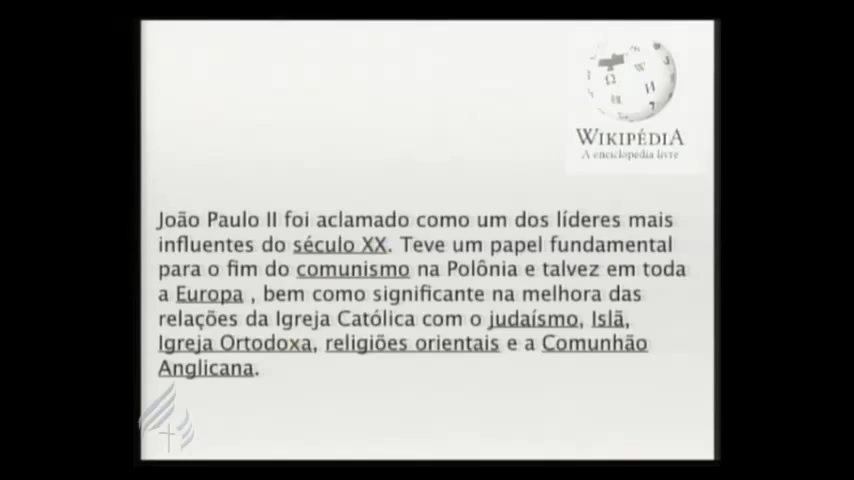 WIKIPÉDIA
A enciclopédia livre
João Paulo II foi aclamado como um dos líderes mais
influentes do século XX. Teve um papel fundamental
para o fim do comunismo na Polônia e talvez em toda
a Europa , bem como significante na melhora das
relações da Igreja Católica com o judaísmo, Islã,
Igreja Ortodoxa, religiões orientais e a Comunhão
Anglicana.